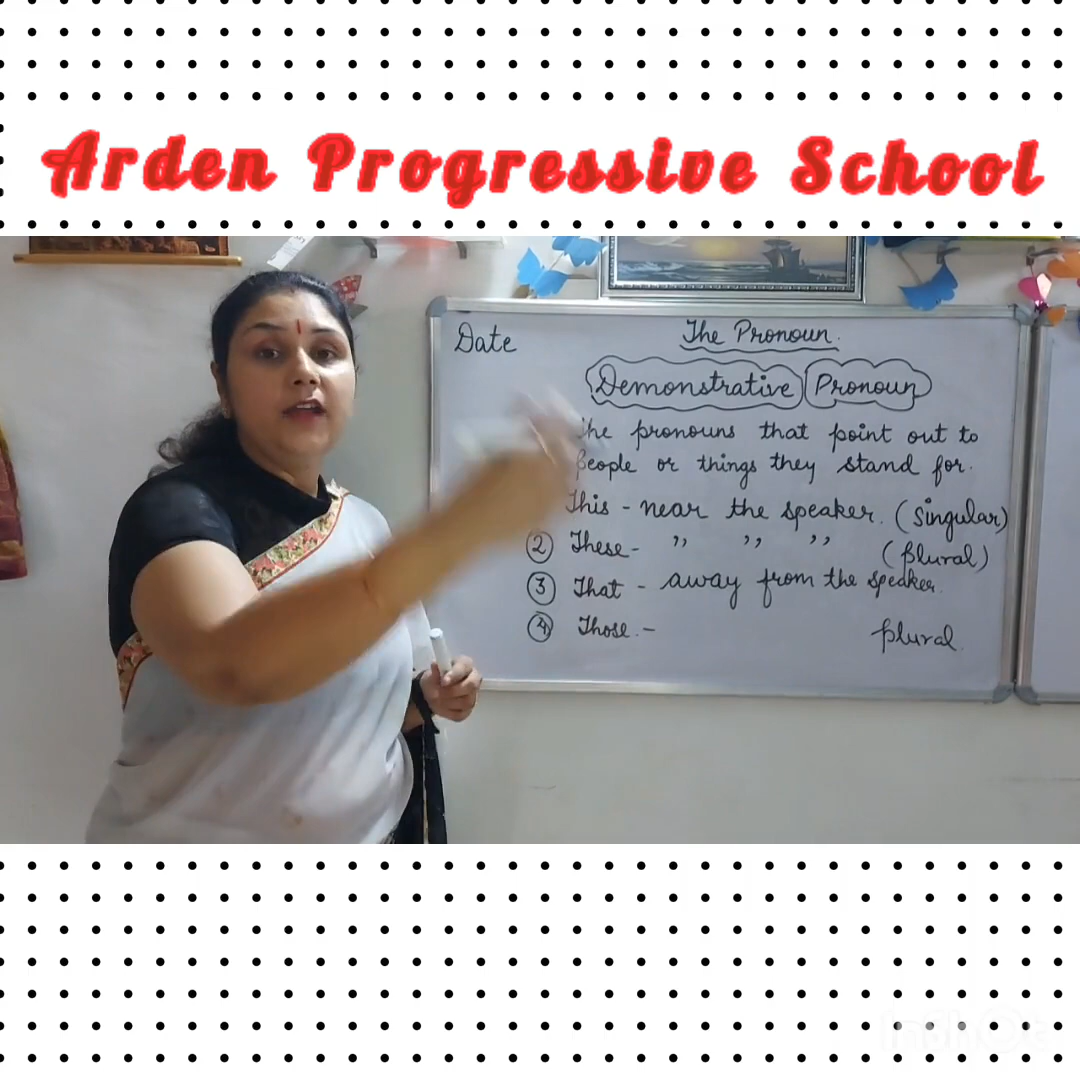 Arden Progressive School
Date
The Pronoun.
Demonstrative Pronoun
The pronouns that point out to
people or things they stand for.
This - near the speaker. (Singular)
② These - ,, ,, ,, (plural)
③ That - away from the speaker.
④ Those. - plural.
InShOt